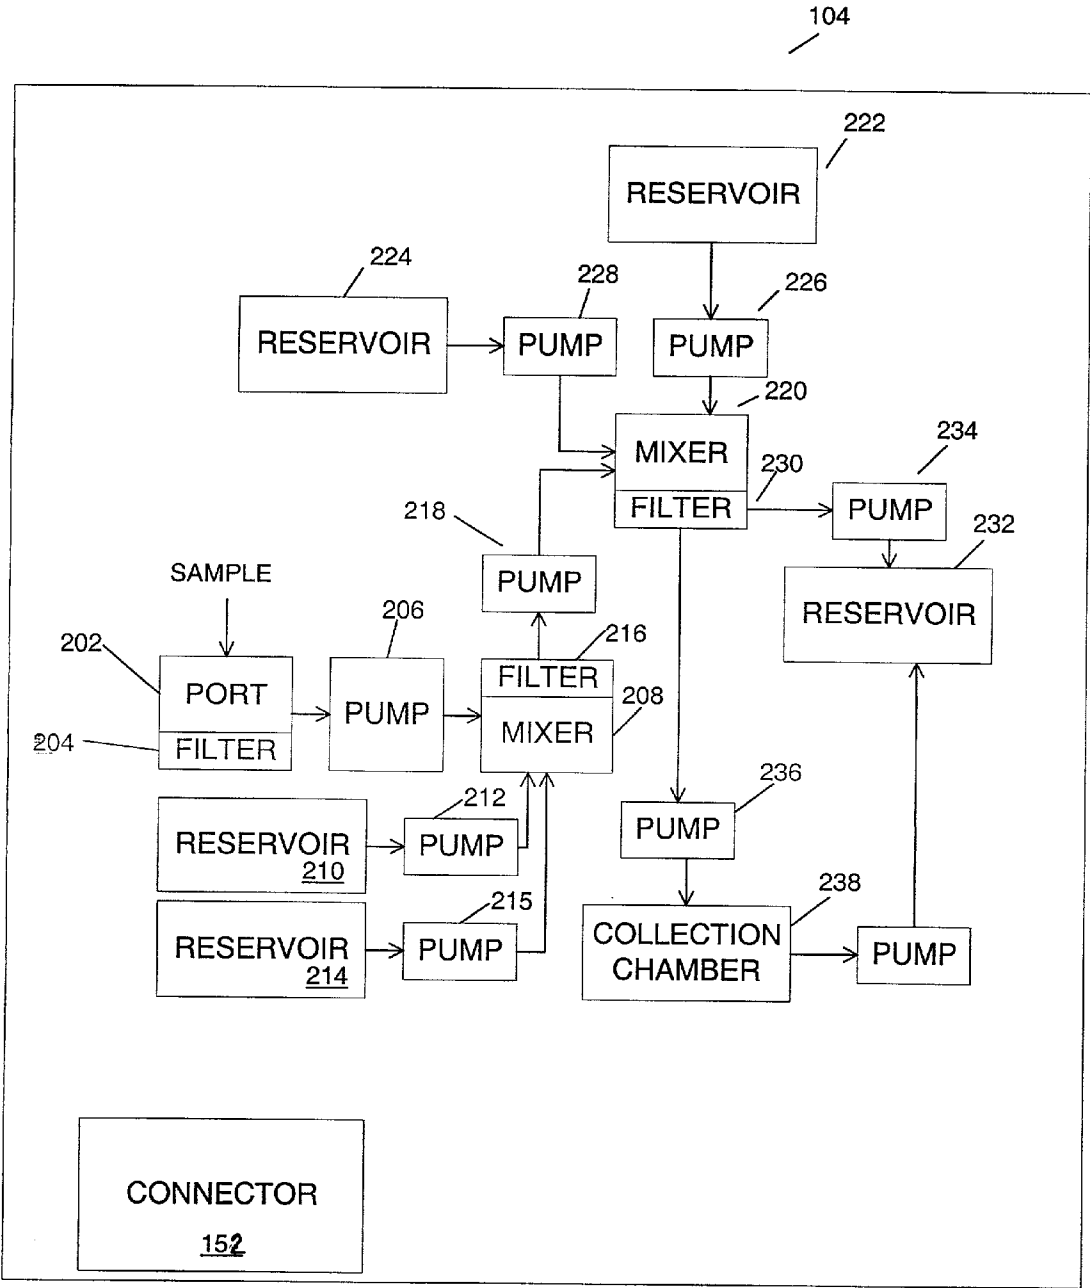 104
222
RESERVOIR
224
228
226
RESERVOIR
PUMP
PUMP
220
MIXER
234
230
FILTER
PUMP
218
232
SAMPLE
PUMP
RESERVOIR
206
202
216
PORT
FILTER
PUMP
208
MIXER
204
FILTER
212
236
RESERVOIR
210
PUMP
PUMP
215
238
RESERVOIR
214
PUMP
COLLECTION
CHAMBER
PUMP
CONNECTOR
152